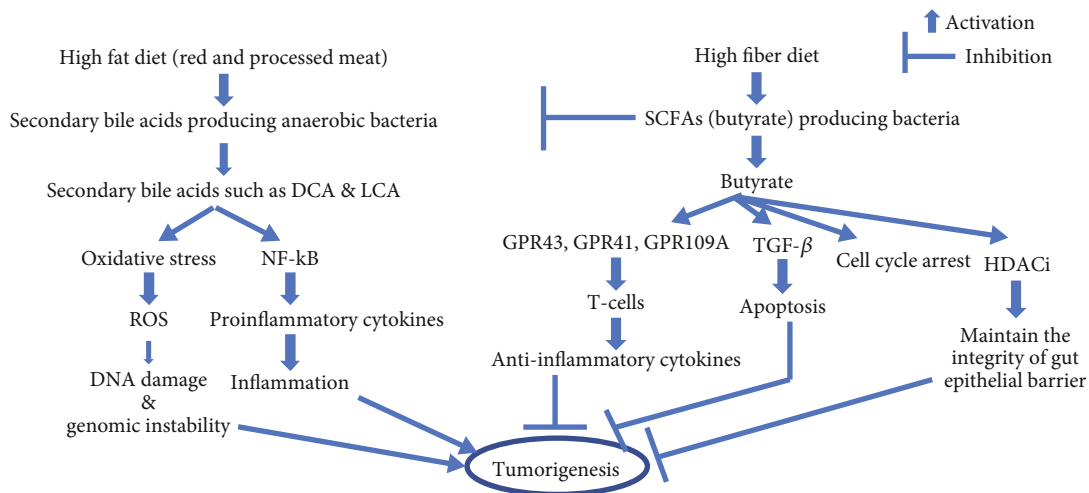 Activation
Inhibition
High fat diet (red and processed meat)
Secondary bile acids producing anaerobic bacteria
Secondary bile acids such as DCA & LCA
Oxidative stress
NF-kB
ROS
Proinflammatory cytokines
DNA damage
&
genomic instability
Inflammation
High fiber diet
SCFAs (butyrate) producing bacteria
Butyrate
GPR43, GPR41, GPR109A
TGF-β
Cell cycle arrest
HDACi
T-cells
Apoptosis
Anti-inflammatory cytokines
Maintain the
integrity of gut
epithelial barrier
Tumorigenesis